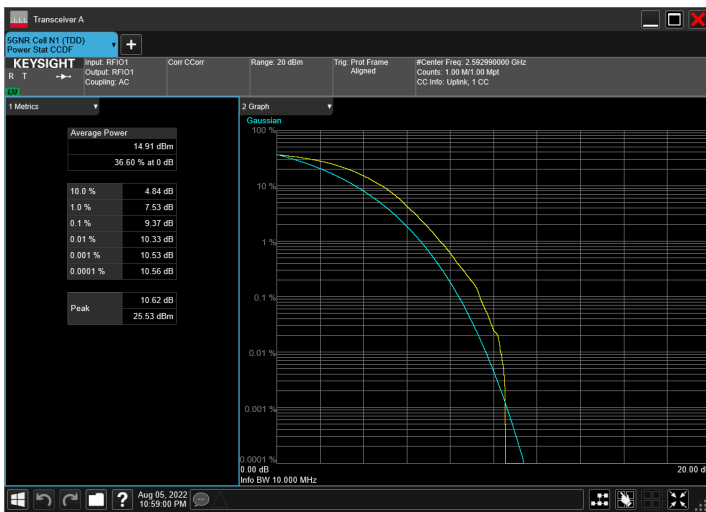 Transceiver A
5GNR Cell N1 (TDD)
Power Stat CCDF
KEYSIGHT
R T
LXI
Input: RFIO1
Output: RFIO1
Coupling: AC
Corr CCorr
Range: 20 dBm
Trig: Prot Frame
Aligned
#Center Freq: 2.592990000 GHz
Counts: 1.00 M/1.00 Mpt
CC Info: Uplink, 1 CC
1 Metrics
Average Power
14.91 dBm
36.60 % at 0 dB
10.0 % 4.84 dB
1.0 % 7.53 dB
0.1 % 9.37 dB
0.01 % 10.33 dB
0.001 % 10.53 dB
0.0001 % 10.56 dB
Peak
10.62 dB
25.53 dBm
2 Graph
Gaussian
100 %
10 %
1 %
0.1 %
0.01 %
0.001 %
0.0001 %
0.00 dB
20.00 d
Info BW 10.000 MHz
Aug 05, 2022
10:59:00 PM